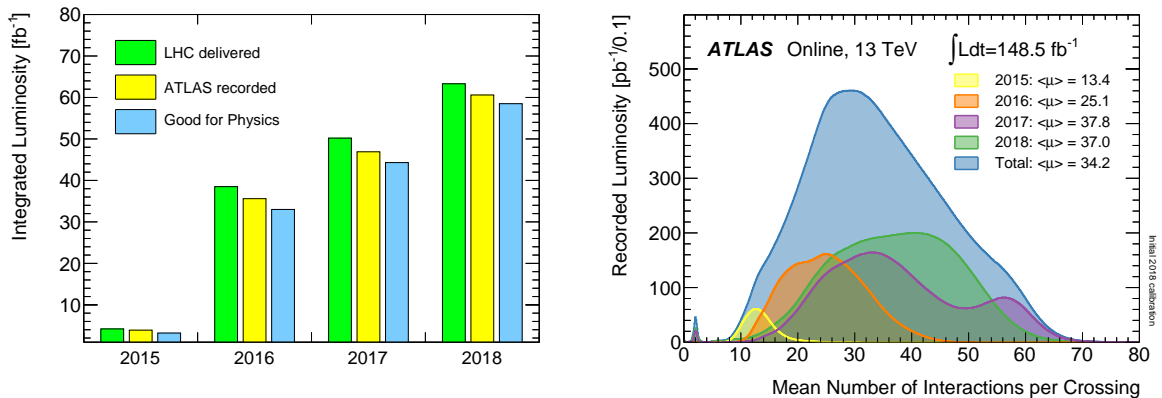 Integrated Luminosity [fb⁻¹]
80
70
60
50
40
30
20
10
LHC delivered
ATLAS recorded
Good for Physics
2015 2016 2017 2018
Recorded Luminosity [pb⁻¹/0.1]
500
400
300
200
100
0
ATLAS Online, 13 TeV ∫Ldt=148.5 fb⁻¹
2015: <μ> = 13.4
2016: <μ> = 25.1
2017: <μ> = 37.8
2018: <μ> = 37.0
Total: <μ> = 34.2
0 10 20 30 40 50 60 70 80
Mean Number of Interactions per Crossing
Initial 2018 calibration